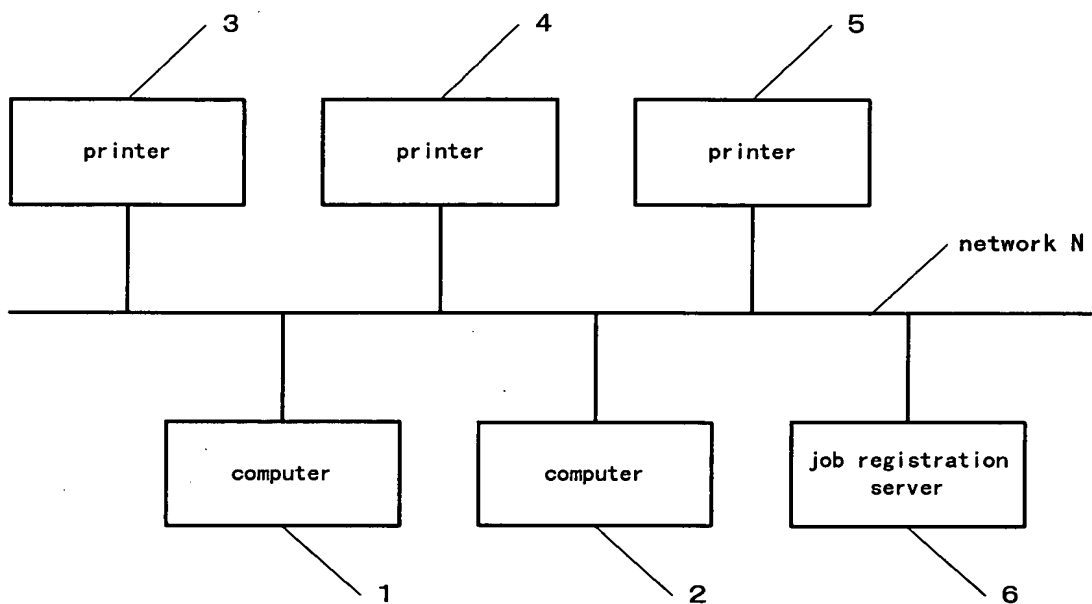 3
4
5
printer
printer
printer
network N
computer
computer
job registration
server
1
2
6